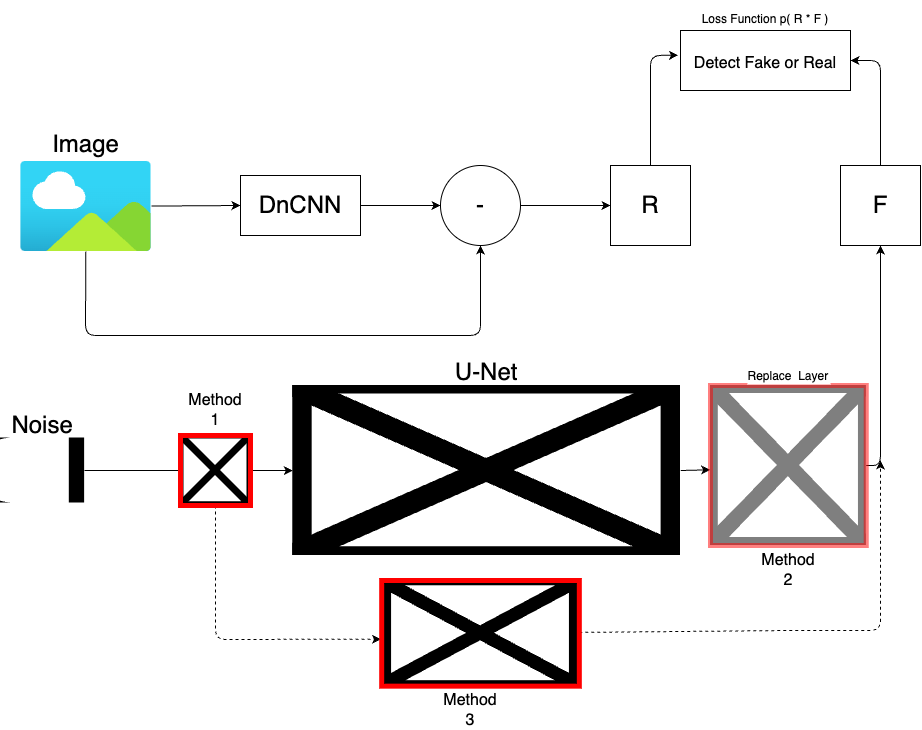 Loss Function p( R * F )
Detect Fake or Real
Image
DnCNN
-
R
F
U-Net
Replace Layer
Method
1
Noise
Method
2
Method
3